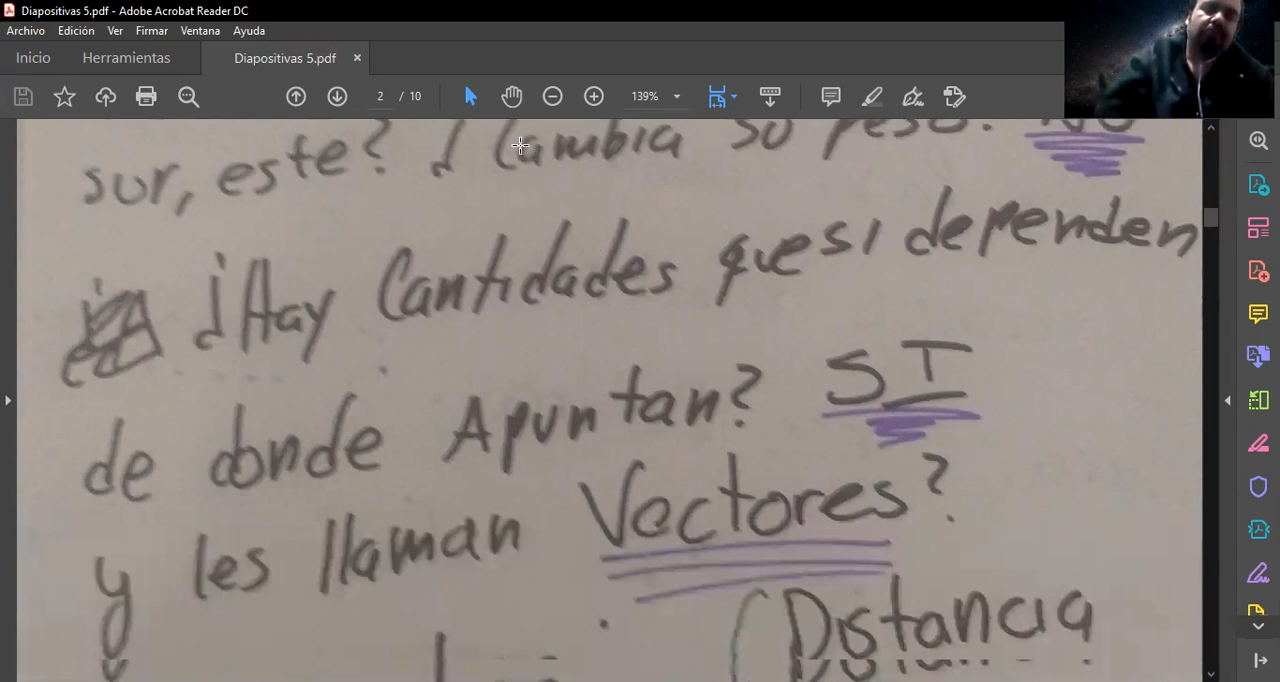 Diapositivas 5.pdf - Adobe Acrobat Reader DC
Archivo Edición Ver Firmar Ventana Ayuda
Inicio Herramientas Diapositivas 5.pdf ×
2 / 10 139%
sur, este? ¿ Cambia su peso? NO
¿Hay Cantidades que si dependen
de donde Apuntan? SI
y les llaman Vectores?
(Distancia